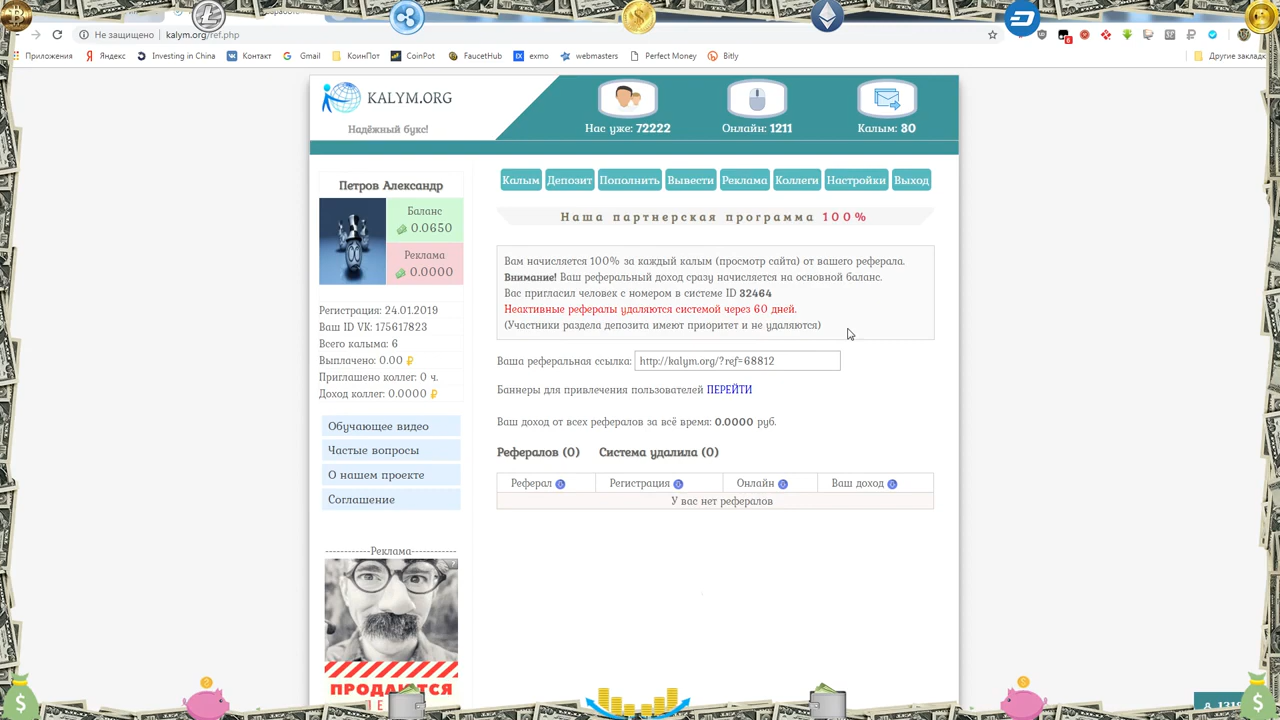 Не защищено
kalym.org/ref.php
Приложения
Яндекс
Investing in China
Контакт
Gmail
КоинПот
CoinPot
FaucetHub
exmo
webmasters
Perfect Money
Bitly
Другие закладк
KALYM.ORG
Надёжный букс!
Нас уже: 72222
Онлайн: 1211
Калым: 30
Петров Александр
Баланс
0.0650
Реклама
0.0000
Регистрация: 24.01.2019
Ваш ID VK: 175617823
Всего калыма: 6
Выплачено: 0.00 ₽
Приглашено коллег: 0 ч.
Доход коллег: 0.0000 ₽
Обучающее видео
Частые вопросы
О нашем проекте
Соглашение
------------Реклама------------
ПРОДАЮТСЯ
Калым
Депозит
Пополнить
Вывести
Реклама
Коллеги
Настройки
Выход
Наша партнерская программа 100%
Вам начисляется 100% за каждый калым (просмотр сайта) от вашего реферала.
Внимание! Ваш реферальный доход сразу начисляется на основной баланс.
Вас пригласил человек с номером в системе ID 32464
Неактивные рефералы удаляются системой через 60 дней.
(Участники раздела депозита имеют приоритет и не удаляются)
Ваша реферальная ссылка: http://kalym.org/?ref=68812
Баннеры для привлечения пользователей ПЕРЕЙТИ
Ваш доход от всех рефералов за всё время: 0.0000 руб.
Рефералов (0) Система удалила (0)
Реферал Регистрация Онлайн Ваш доход
У вас нет рефералов